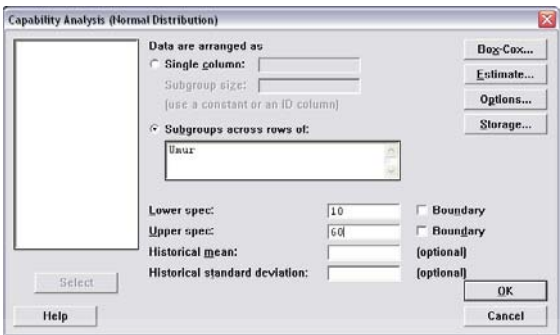 Capability Analysis (Normal Distribution)
Data are arranged as
Single column:
Subgroup size:
(use a constant or an ID column)
Subgroups across rows of:
Umur
Lower spec: 10 Boundary
Upper spec: 60 Boundary
Historical mean: (optional)
Historical standard deviation: (optional)
Box-Cox...
Estimate...
Options...
Storage...
Select
OK
Help
Cancel